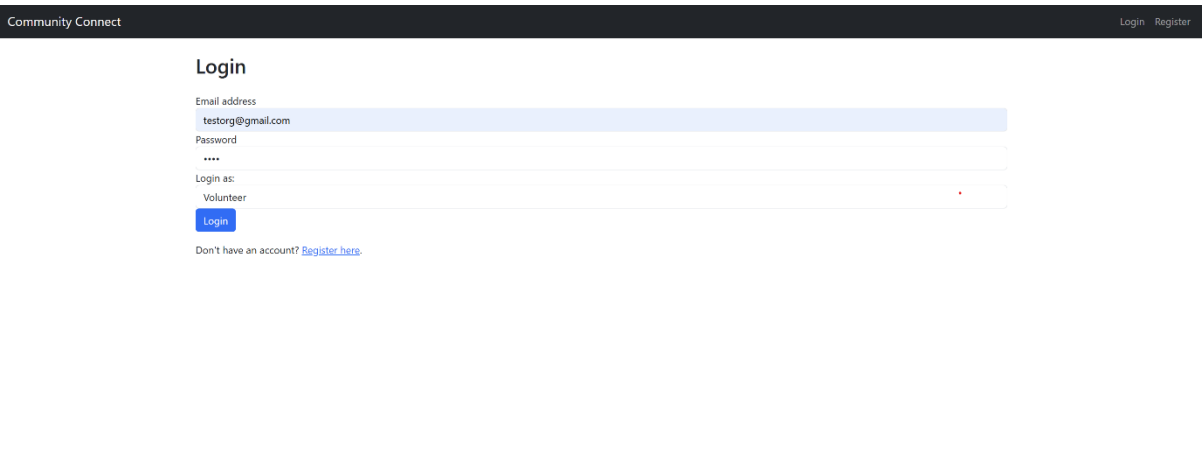 Community Connect
Login Register
Login
Email address
testorg@gmail.com
Password
••••
Login as:
Volunteer
Login
Don't have an account? Register here.